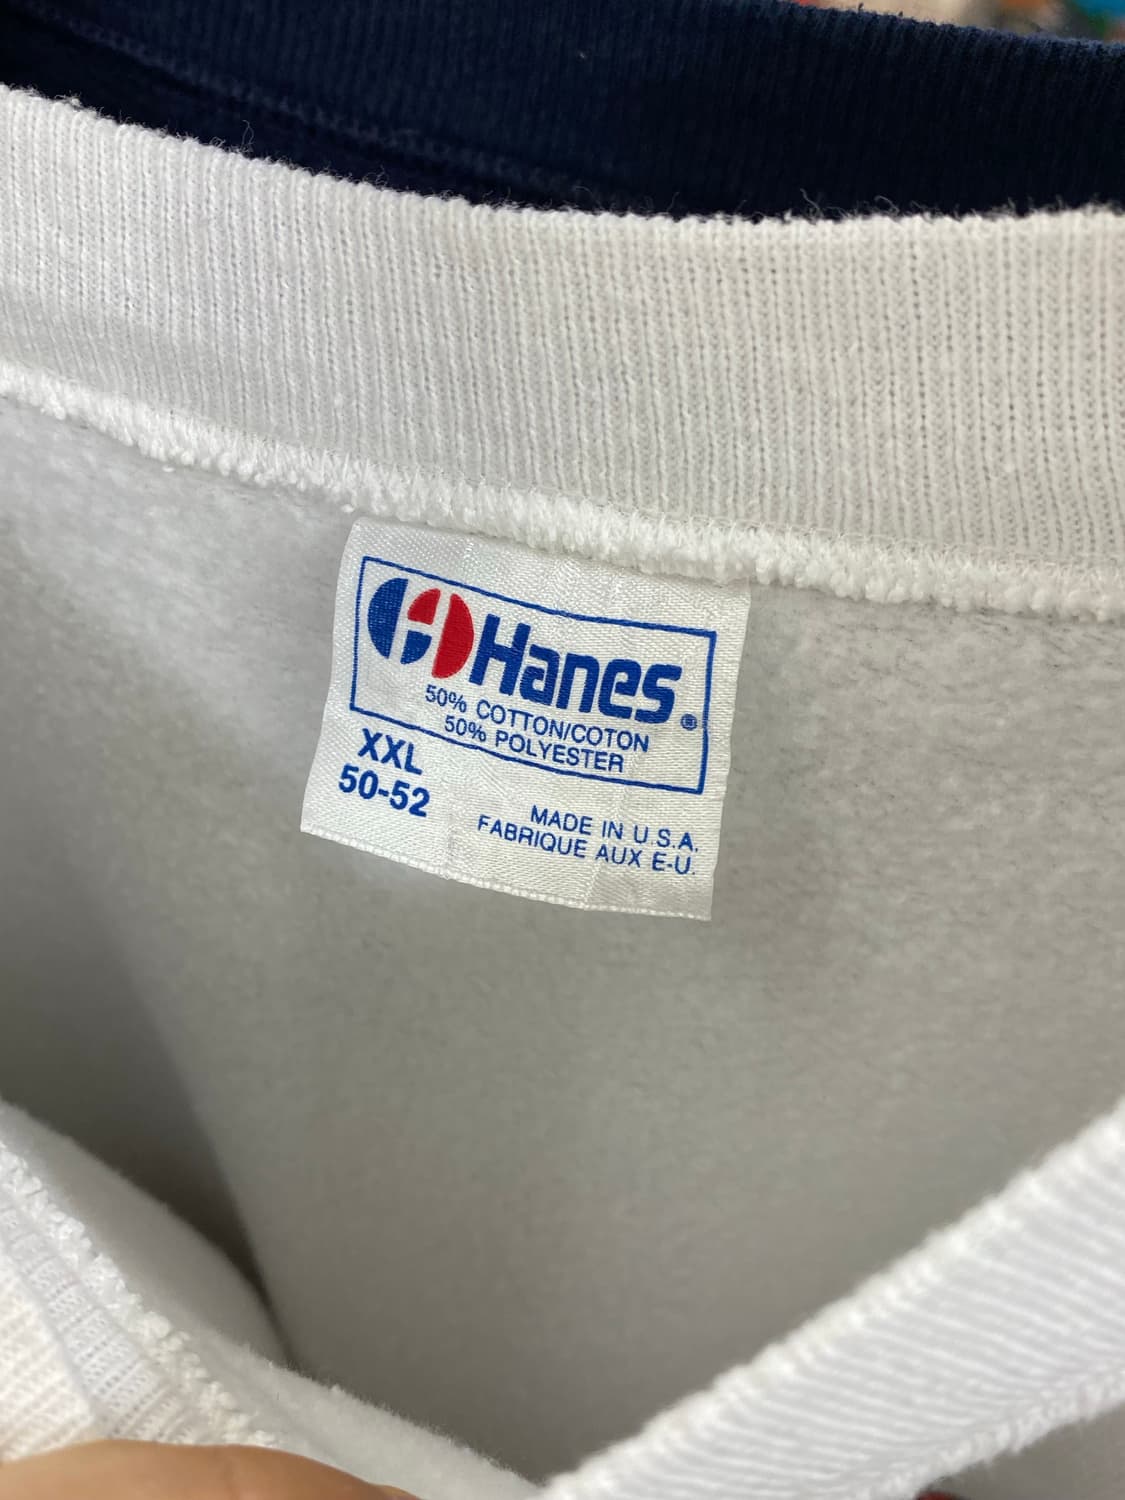 Hanes®
50% COTTON/COTON
50% POLYESTER
XXL
50-52
MADE IN U.S.A.
FABRIQUE AUX E-U.